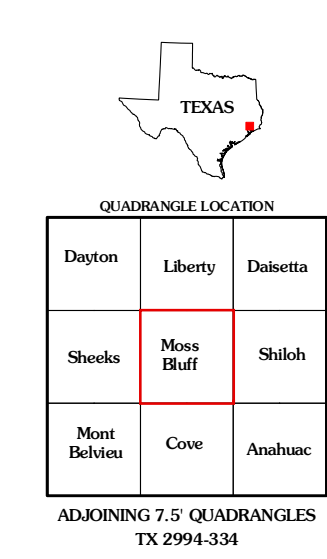 TEXAS
QUADRANGLE LOCATION
Dayton
Liberty
Daisetta
Sheeks
Moss
Bluff
Shiloh
Mont
Belvieu
Cove
Anahuac
ADJOINING 7.5' QUADRANGLES
TX 2994-334